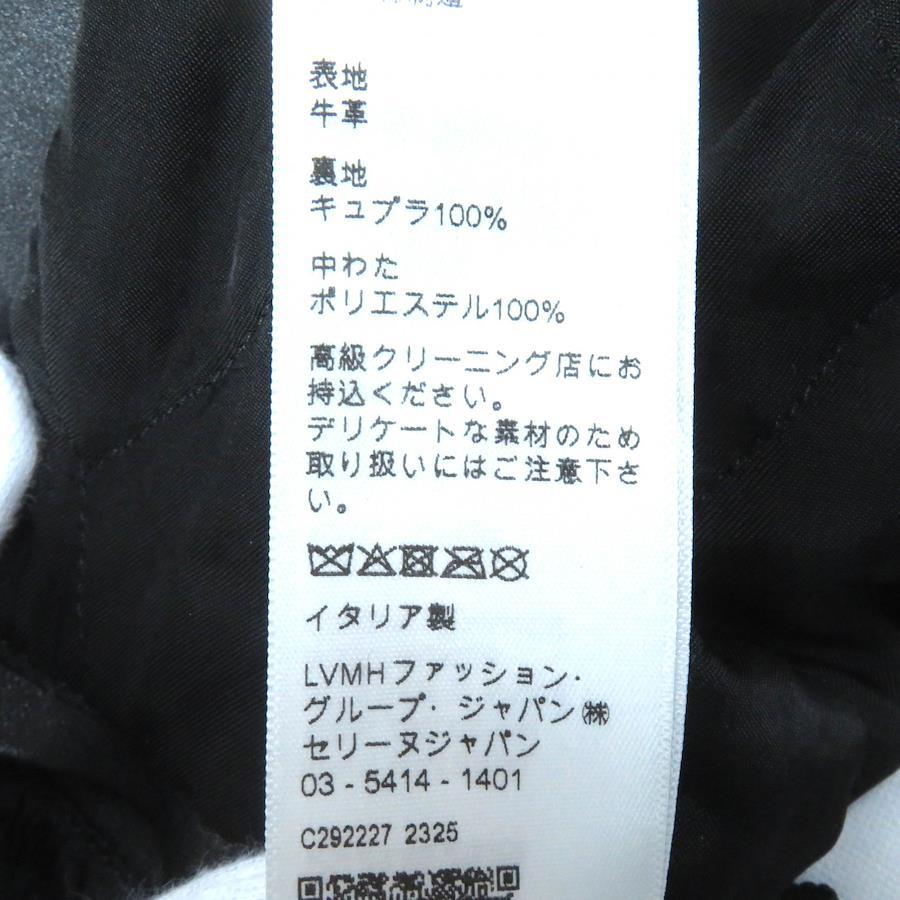 表地
牛革
裏地
キュプラ100%
中わた
ポリエステル100%
高級クリーニング店にお
持込ください。
デリケートな素材のため
取り扱いにはご注意下さ
い。
イタリア製
LVMHファッション・
グループ・ジャパン㈱
セリーヌジャパン
03 - 5414 - 1401
C292227 2325